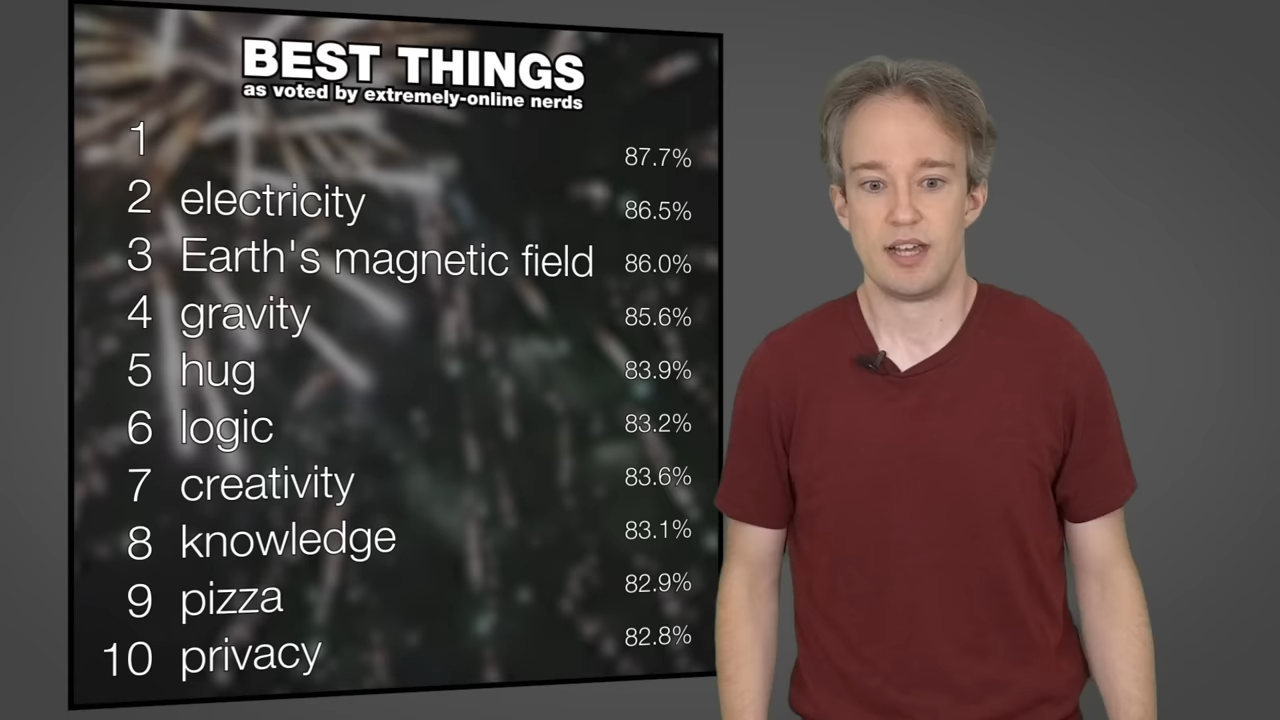 BEST THINGS
as voted by extremely-online nerds
1 87.7%
2 electricity 86.5%
3 Earth's magnetic field 86.0%
4 gravity 85.6%
5 hug 83.9%
6 logic 83.2%
7 creativity 83.6%
8 knowledge 83.1%
9 pizza 82.9%
10 privacy 82.8%